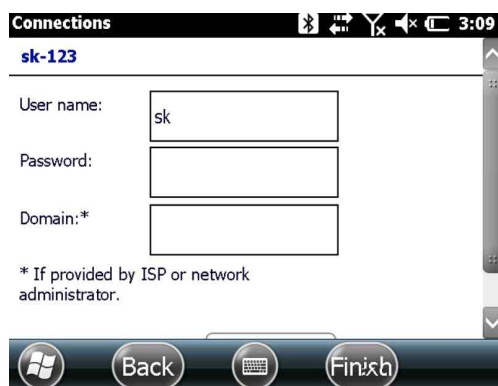 Connections 3:09
sk-123
User name:
sk
Password:
Domain:*
* If provided by ISP or network
administrator.
Back Finish